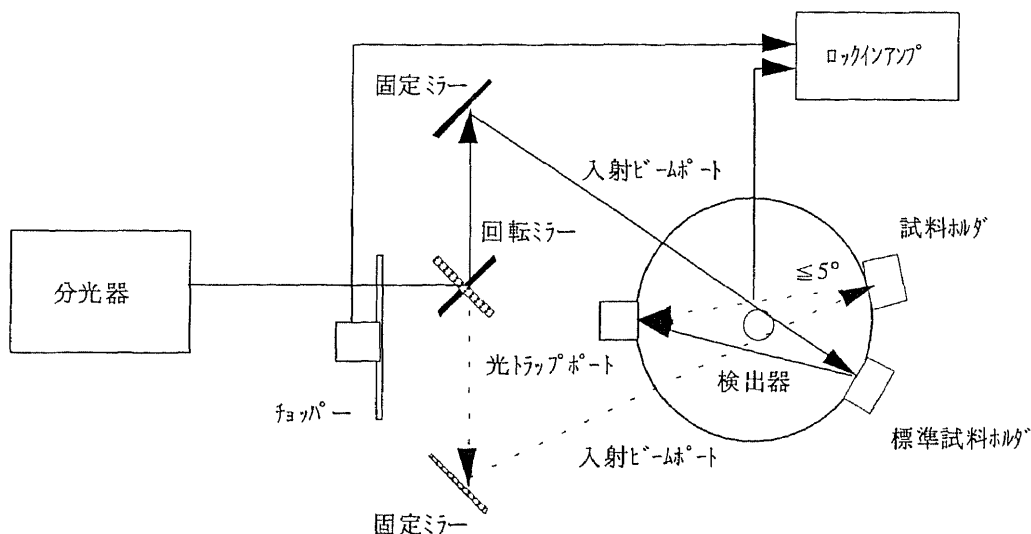 ロックインアンプ
固定ミラー
入射ビームポート
試料ホルダ
回転ミラー
≦5°
分光器
光トラップポート
検出器
チョッパー
標準試料ホルダ
入射ビームポート
固定ミラー